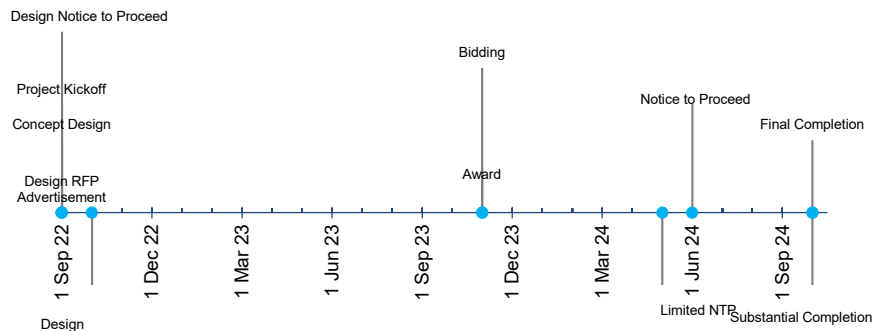 Design Notice to Proceed
Bidding
Project Kickoff
Notice to Proceed
Concept Design
Final Completion
Award
Design RFP
Advertisement
1 Sep 22
1 Dec 22
1 Mar 23
1 Jun 23
1 Sep 23
1 Dec 23
1 Mar 24
1 Jun 24
1 Sep 24
Limited NTP
Substantial Completion
Design